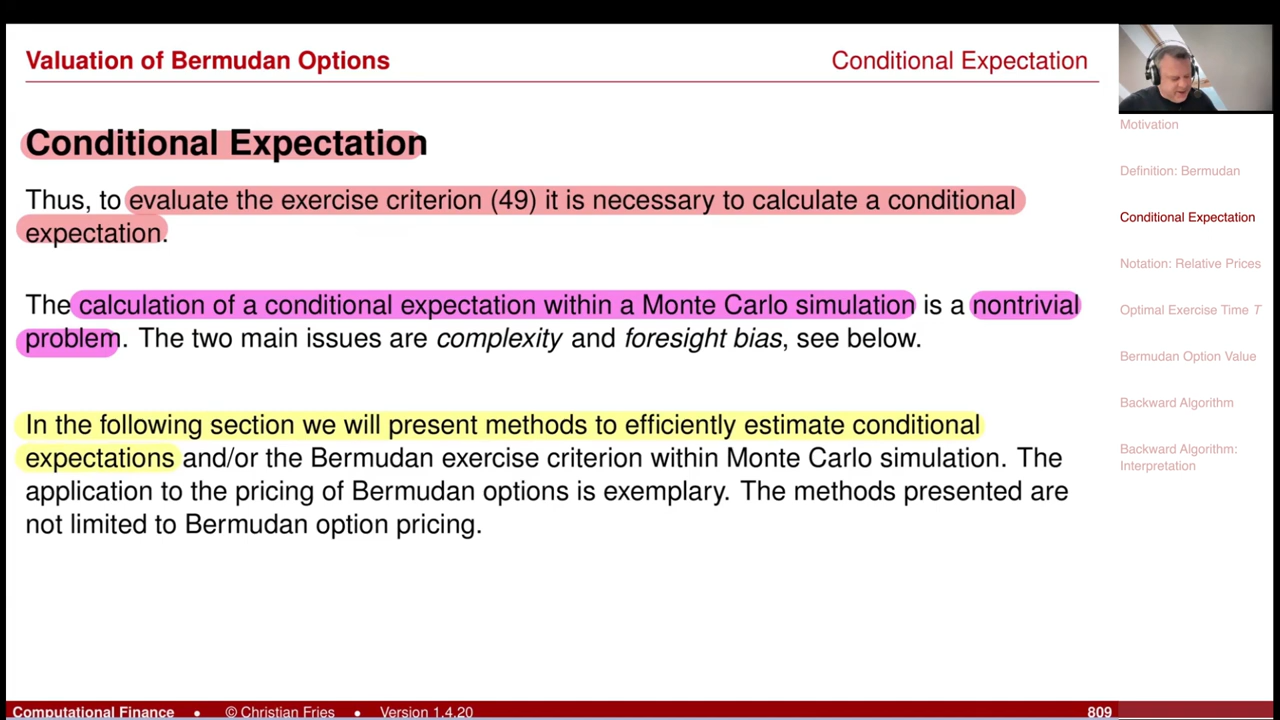 Valuation of Bermudan Options
Conditional Expectation
Conditional Expectation
Thus, to evaluate the exercise criterion (49) it is necessary to calculate a conditional
expectation.
The calculation of a conditional expectation within a Monte Carlo simulation is a nontrivial
problem. The two main issues are complexity and foresight bias, see below.
In the following section we will present methods to efficiently estimate conditional
expectations and/or the Bermudan exercise criterion within Monte Carlo simulation. The
application to the pricing of Bermudan options is exemplary. The methods presented are
not limited to Bermudan option pricing.
Motivation
Definition: Bermudan
Conditional Expectation
Notation: Relative Prices
Optimal Exercise Time T
Bermudan Option Value
Backward Algorithm
Backward Algorithm:
Interpretation
Computational Finance • © Christian Fries • Version 1.4.20
809